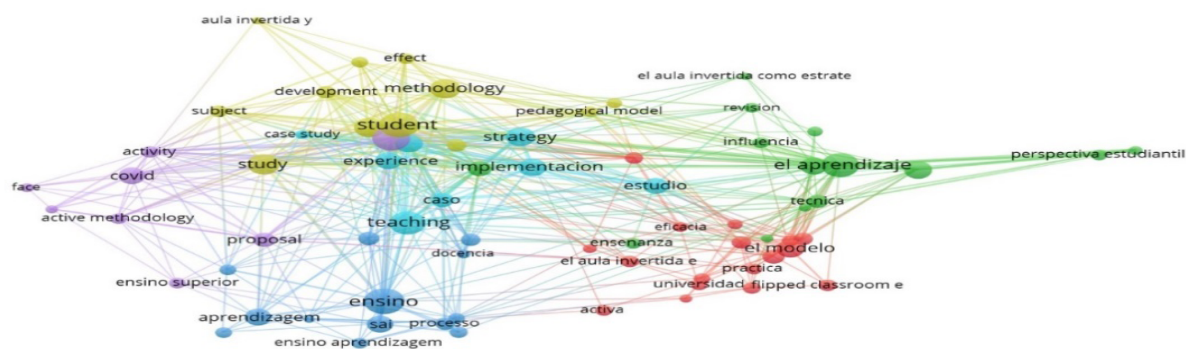 aula invertida y
effect
el aula invertida como estrate
development
methodology
subject
pedagogical model
revision
student
case study
strategy
influencia
activity
study
experience
implementacion
el aprendizaje
perspectiva estudiantil
covid
face
estudio
caso
tecnica
active methodology
teaching
eficacia
proposal
ensenanza
el modelo
docencia
el aula invertida e
practica
ensino superior
universidad
flipped classroom e
ensino
activa
aprendizagem
sai
processo
ensino aprendizagem